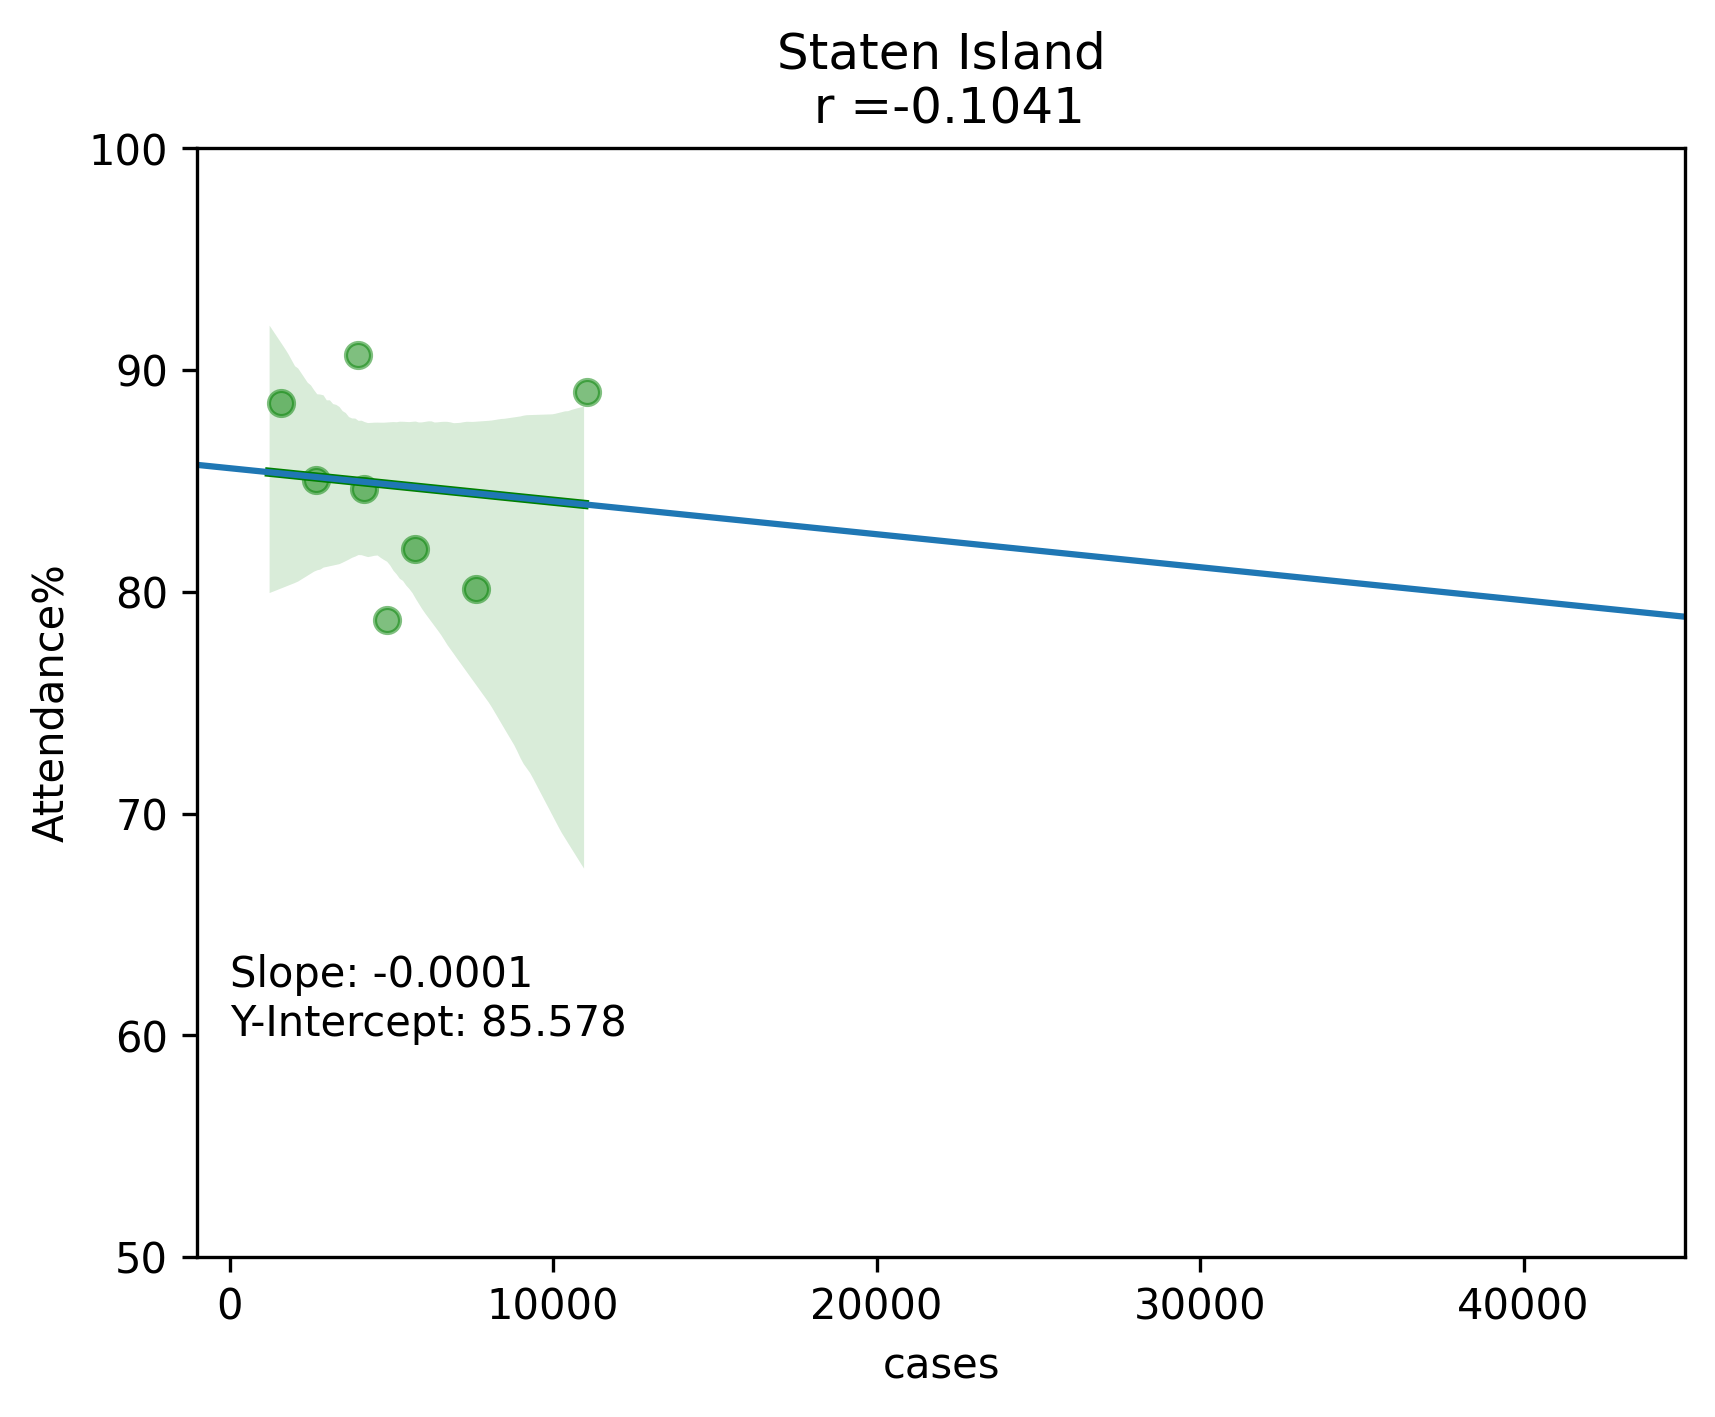 Staten Island
r =-0.1041
100
90
80
70
60
50
Attendance%
Slope: -0.0001
Y-Intercept: 85.578
0 10000 20000 30000 40000
cases